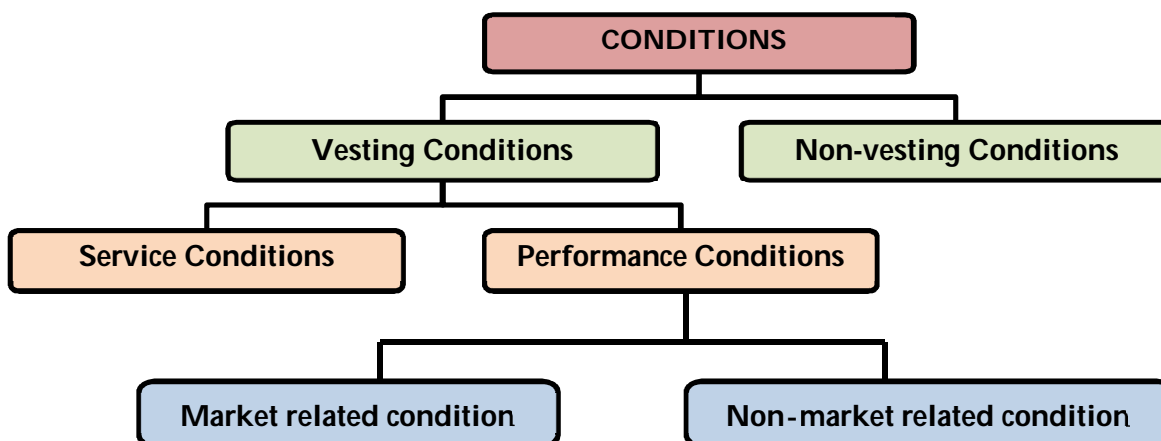 CONDITIONS
Vesting Conditions
Non-vesting Conditions
Service Conditions
Performance Conditions
Market related condition
Non-market related condition